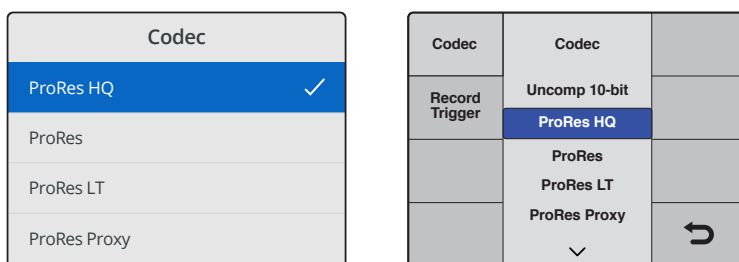 Codec
ProRes HQ
ProRes
ProRes LT
ProRes Proxy
Codec
Record
Trigger
Codec
Uncomp 10-bit
ProRes HQ
ProRes
ProRes LT
ProRes Proxy